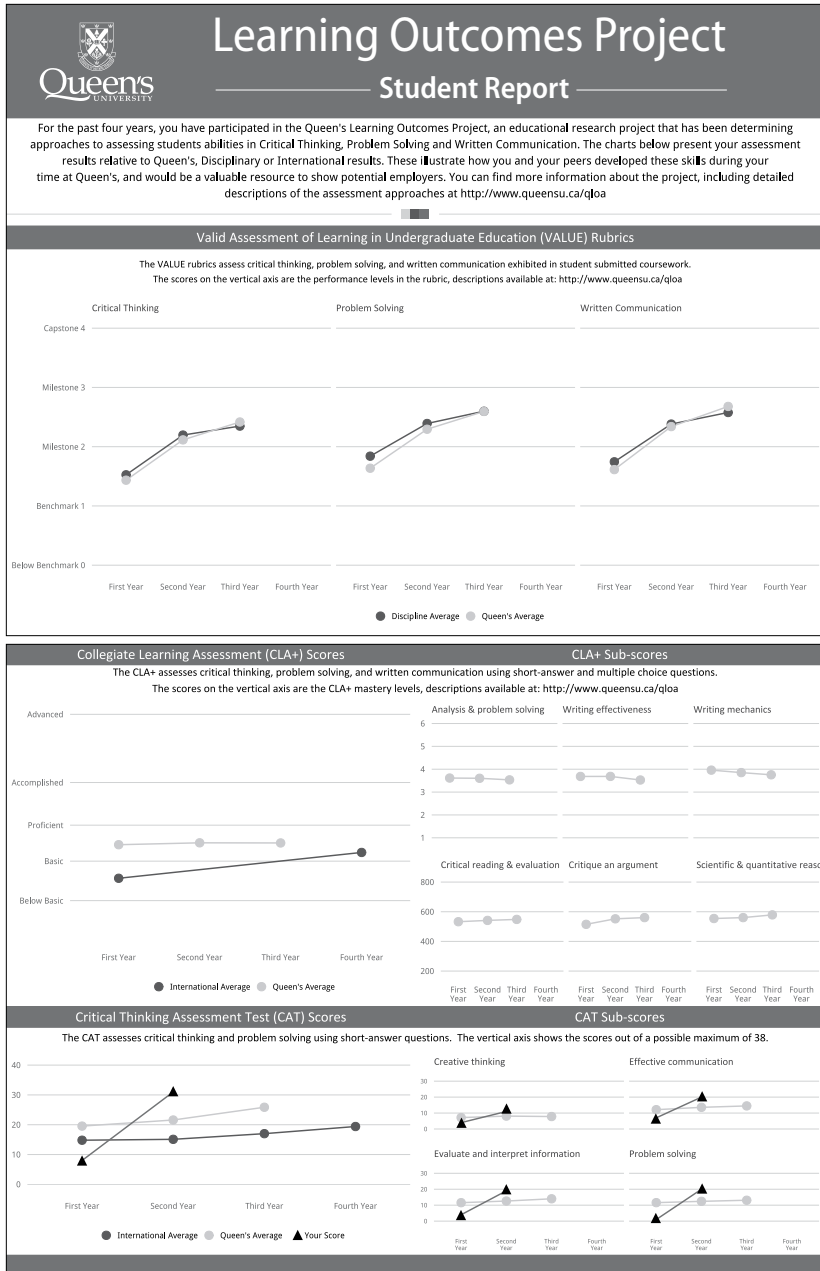 Queen's
UNIVERSITY
Learning Outcomes Project
Student Report
For the past four years, you have participated in the Queen's Learning Outcomes Project, an educational research project that has been determining
approaches to assessing students abilities in Critical Thinking, Problem Solving and Written Communication. The charts below present your assessment
results relative to Queen's, Disciplinary or International results. These illustrate how you and your peers developed these skills during your
time at Queen's, and would be a valuable resource to show potential employers. You can find more information about the project, including detailed
descriptions of the assessment approaches at http://www.queensu.ca/qloa
Valid Assessment of Learning in Undergraduate Education (VALUE) Rubrics
The VALUE rubrics assess critical thinking, problem solving, and written communication exhibited in student submitted coursework.
The scores on the vertical axis are the performance levels in the rubric, descriptions available at: http://www.queensu.ca/qloa
Critical Thinking Problem Solving Written Communication
Capstone 4
Milestone 3
Milestone 2
Benchmark 1
Below Benchmark 0
First Year Second Year Third Year Fourth Year First Year Second Year Third Year Fourth Year First Year Second Year Third Year Fourth Year
Discipline Average Queen's Average
Collegiate Learning Assessment (CLA+) Scores CLA+ Sub-scores
The CLA+ assesses critical thinking, problem solving, and written communication using short-answer and multiple choice questions.
The scores on the vertical axis are the CLA+ mastery levels, descriptions available at: http://www.queensu.ca/qloa
Advanced
Accomplished
Proficient
Basic
Below Basic
First Year Second Year Third Year Fourth Year
International Average Queen's Average
Analysis & problem solving Writing effectiveness Writing mechanics
6
5
4
3
2
1
Critical reading & evaluation Critique an argument Scientific & quantitative reaso
800
600
400
200
First Second Third Fourth First Second Third Fourth First Second Third Fourth
Year Year Year Year Year Year Year Year Year Year Year Year
Critical Thinking Assessment Test (CAT) Scores CAT Sub-scores
The CAT assesses critical thinking and problem solving using short-answer questions. The vertical axis shows the scores out of a possible maximum of 38.
40
30
20
10
0
First Year Second Year Third Year Fourth Year
International Average Queen's Average Your Score
Creative thinking Effective communication
30
20
10
0
Evaluate and interpret information Problem solving
30
20
10
0
First Second Third Fourth First Second Third Fourth
Year Year Year Year Year Year Year Year